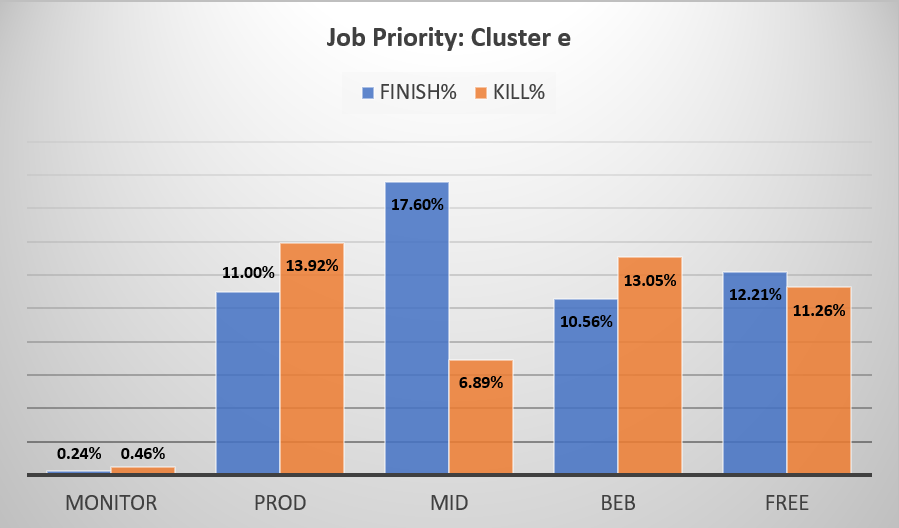 Job Priority: Cluster e
FINISH% KILL%
17.60%
11.00% 13.92%
13.05%
12.21%
11.26%
10.56%
6.89%
0.24% 0.46%
MONITOR PROD MID BEB FREE